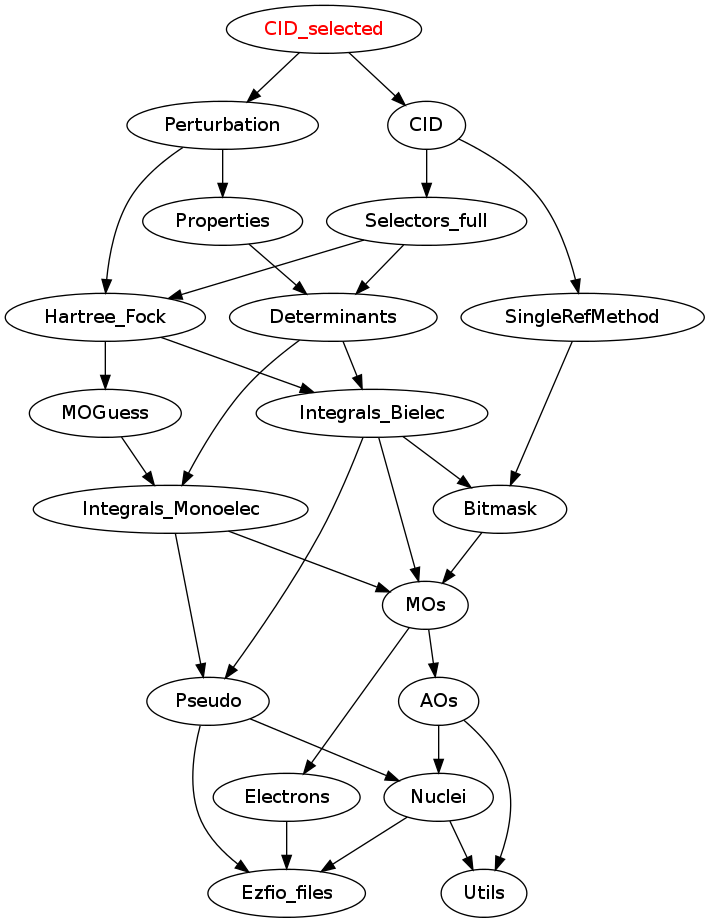 CID_selected
Perturbation
CID
Properties
Selectors_full
Hartree_Fock
Determinants
SingleRefMethod
MOGuess
Integrals_Bielec
Integrals_Monoelec
Bitmask
MOs
Pseudo
AOs
Electrons
Nuclei
Ezfio_files
Utils